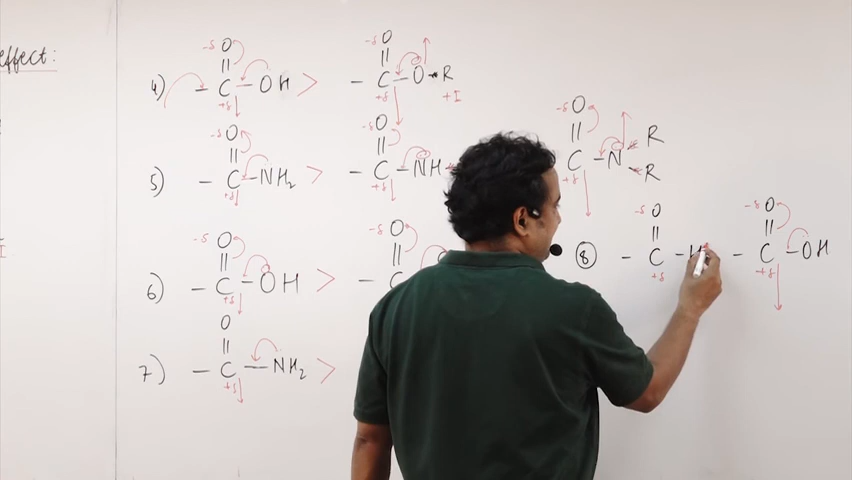 effect:
-δ O -δ O
|| ||
4) - C - OH > - C - O - R
+δ +δ +I
-δ O -δ O -δ O
|| || ||
5) - C - NH₂ > - C - NH C - N R
+δ +δ +δ R
-δ O -δ O -δ O -δ O
|| || || ||
6) - C - OH > - C 8 - C - H - C - OH
+δ +δ +δ
O
||
7) - C - NH₂ >
+δ